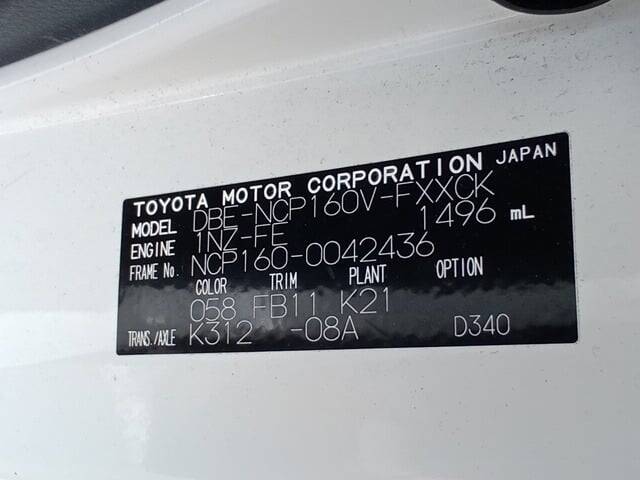 TOYOTA MOTOR CORPORATION JAPAN
MODEL DBE-NCP160V-FXXCK
ENGINE 1NZ-FE 1496 mL
FRAME No. NCP160-0042436
COLOR TRIM PLANT OPTION
058 FB11 K21
TRANS./AXLE K312 -08A D340